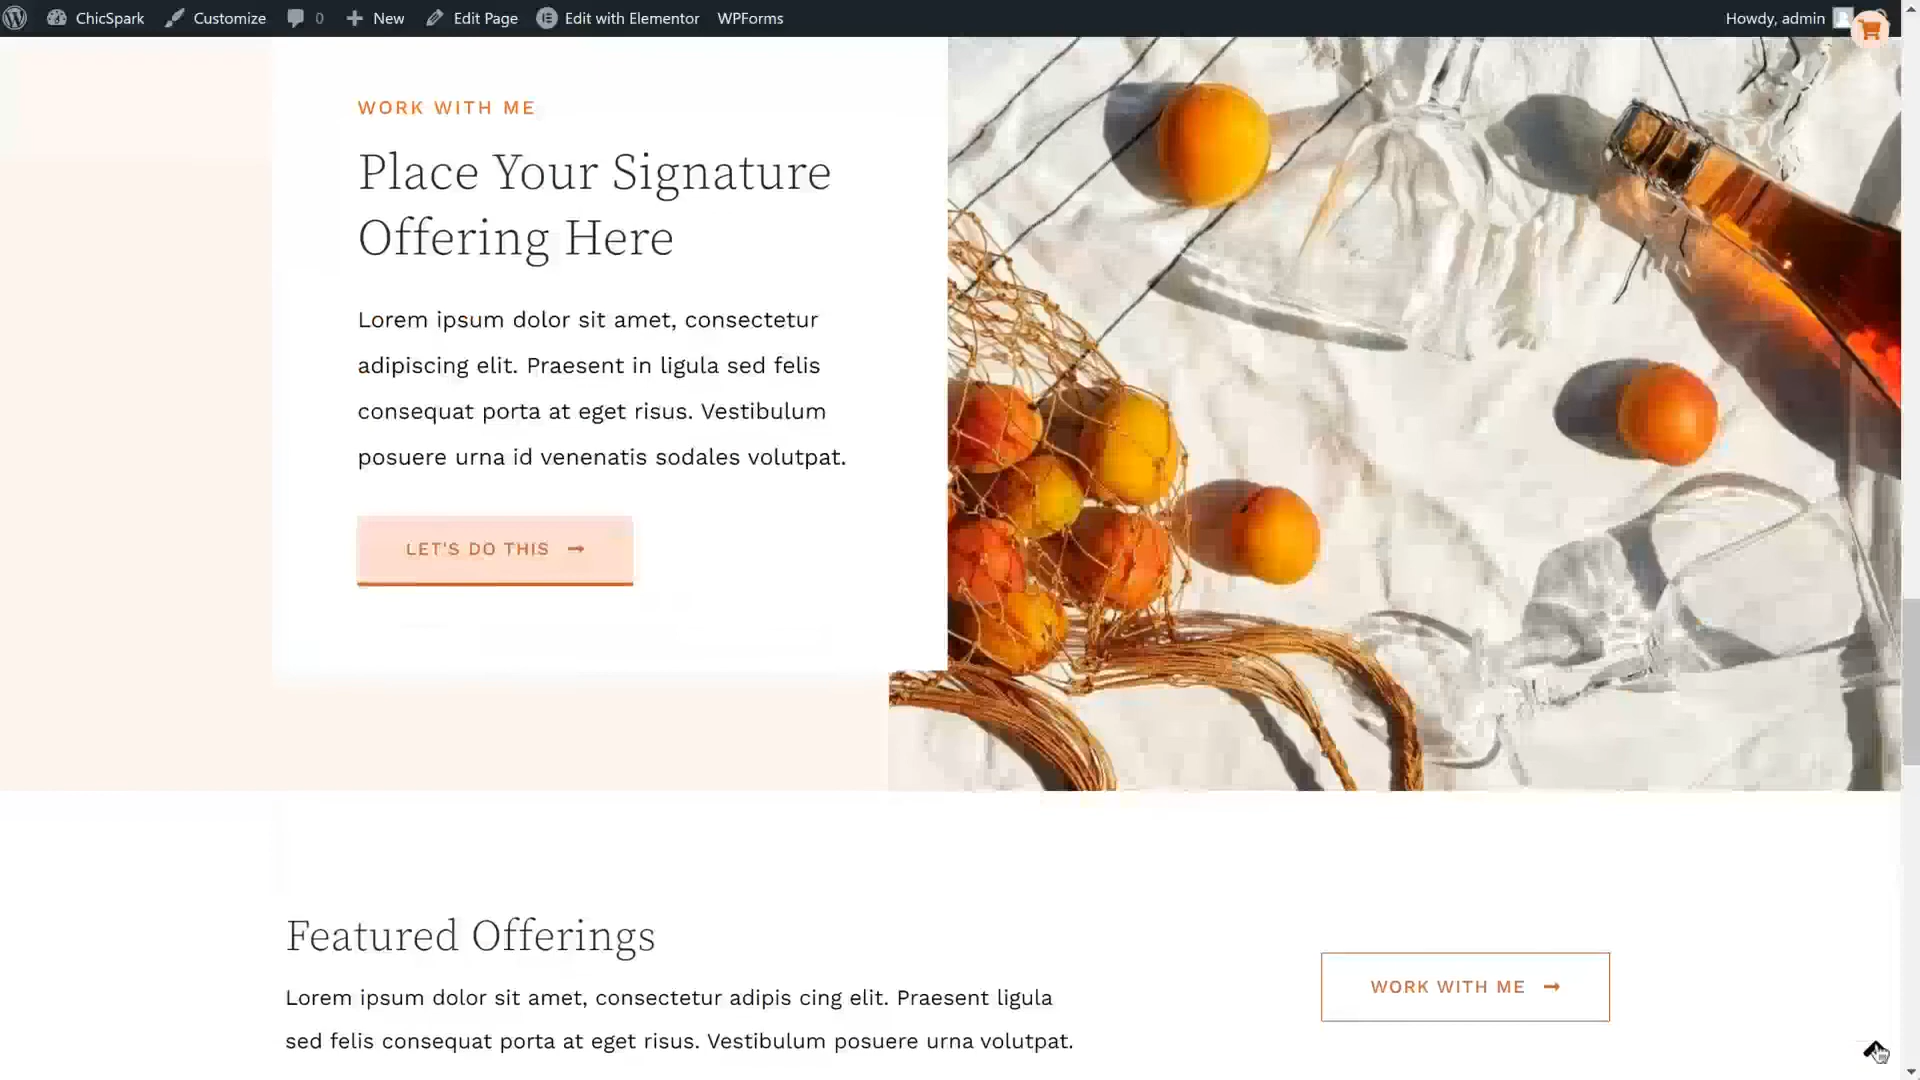 ChicSpark Customize 0 New Edit Page Edit with Elementor WPForms Howdy, admin
WORK WITH ME
Place Your Signature
Offering Here
Lorem ipsum dolor sit amet, consectetur
adipiscing elit. Praesent in ligula sed felis
consequat porta at eget risus. Vestibulum
posuere urna id venenatis sodales volutpat.
LET'S DO THIS →
Featured Offerings
Lorem ipsum dolor sit amet, consectetur adipis cing elit. Praesent ligula
sed felis consequat porta at eget risus. Vestibulum posuere urna volutpat.
WORK WITH ME →